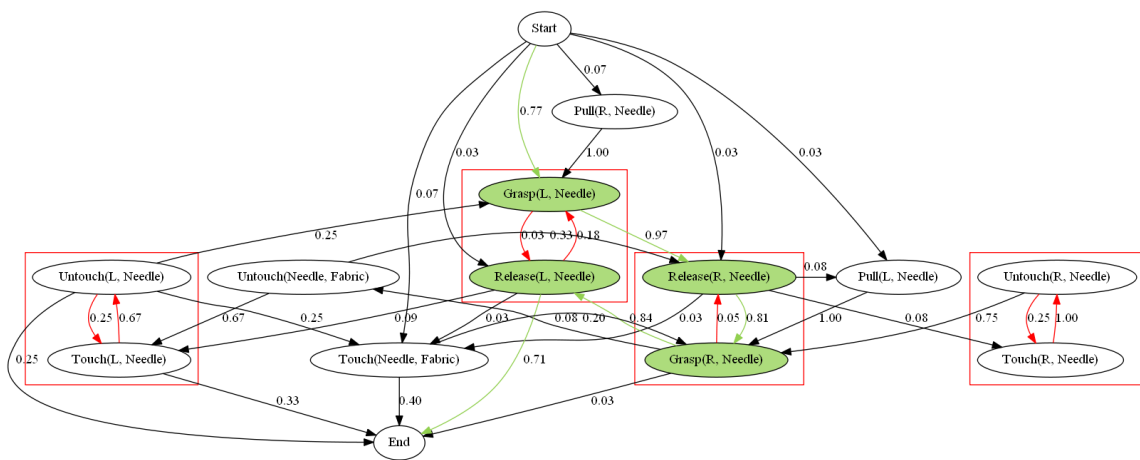 Start
0.07
Pull(R, Needle)
0.77
0.03
0.07
1.00
0.03
0.03
Grasp(L, Needle)
0.25
0.03
0.33
0.18
0.97
Untouch(L, Needle)
Untouch(Needle, Fabric)
Release(L, Needle)
Release(R, Needle)
0.08
Pull(L, Needle)
Untouch(R, Needle)
0.25
0.67
0.67
0.25
0.09
0.03
0.08
0.20
0.84
0.03
0.05
0.81
1.00
0.08
0.75
0.25
1.00
0.25
Touch(L, Needle)
Touch(Needle, Fabric)
0.71
Grasp(R, Needle)
Touch(R, Needle)
0.33
0.40
0.03
End